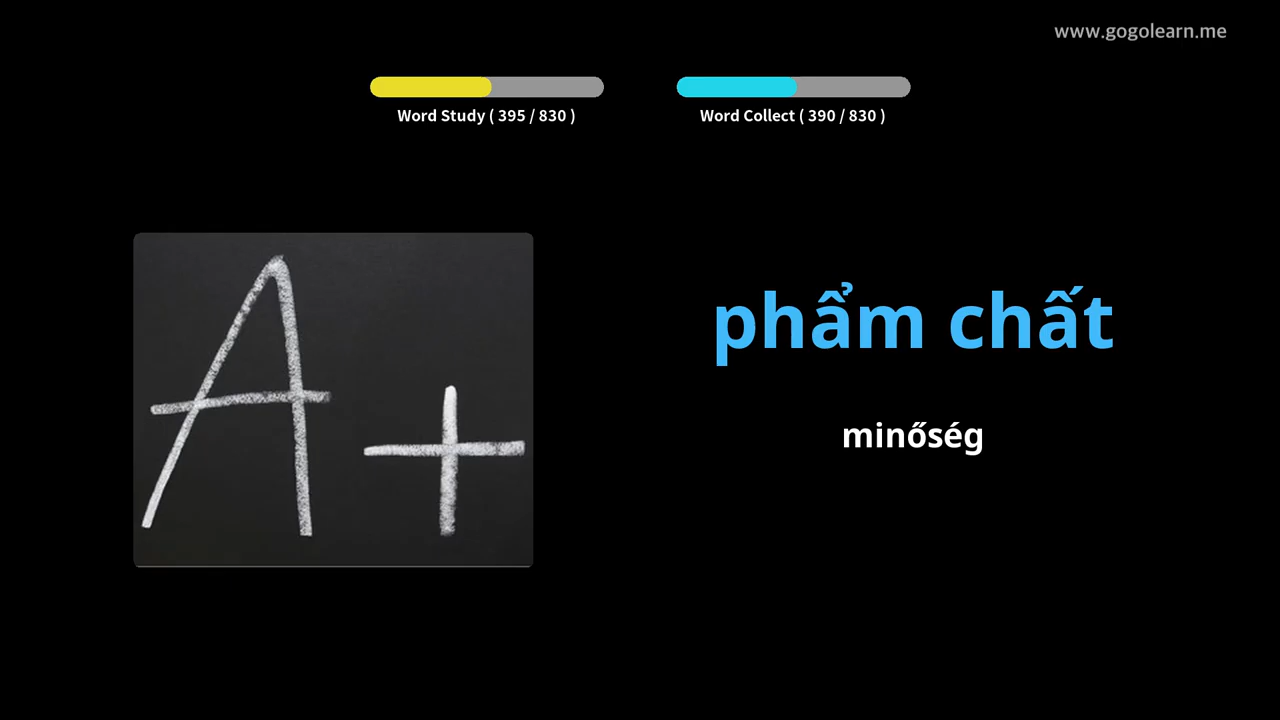 www.gogolearn.me
Word Study ( 395 / 830 )
Word Collect ( 390 / 830 )
A+
phẩm chất
minőség